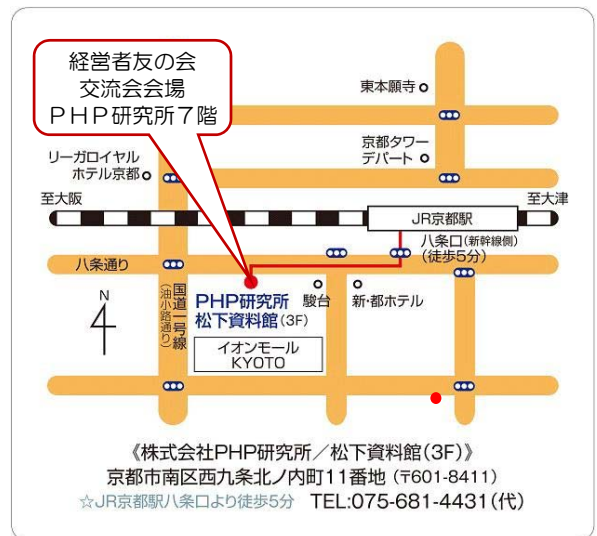 経営者友の会
交流会会場
PHP研究所7階
東本願寺
京都タワー
デパート
リーガロイヤル
ホテル京都
至大阪
至大津
JR京都駅
八条口(新幹線側)
(徒歩5分)
八条通り
国道一号線
(油小路通り)
N
PHP研究所
松下資料館(3F)
駿台
新・都ホテル
イオンモール
KYOTO
《株式会社PHP研究所/松下資料館(3F)》
京都市南区西九条北ノ内町11番地(〒601-8411)
☆JR京都駅八条口より徒歩5分 TEL:075-681-4431(代)